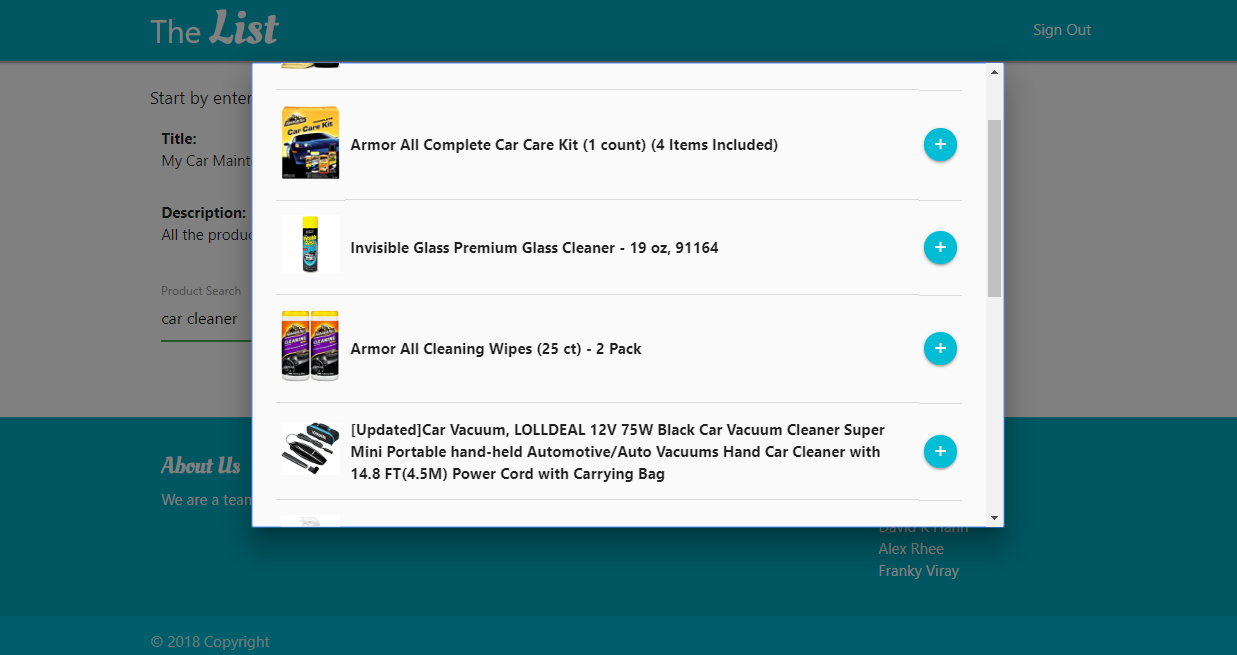 The List
Sign Out
Start by enter
Title:
My Car Maint
Description:
All the produc
Product Search
car cleaner
Car Care Kit
Armor All Complete Car Care Kit (1 count) (4 Items Included)
Invisible Glass Premium Glass Cleaner - 19 oz, 91164
Armor All Cleaning Wipes (25 ct) - 2 Pack
[Updated]Car Vacuum, LOLLDEAL 12V 75W Black Car Vacuum Cleaner Super
Mini Portable hand-held Automotive/Auto Vacuums Hand Car Cleaner with
14.8 FT(4.5M) Power Cord with Carrying Bag
About Us
We are a team
David R Hahn
Alex Rhee
Franky Viray
© 2018 Copyright